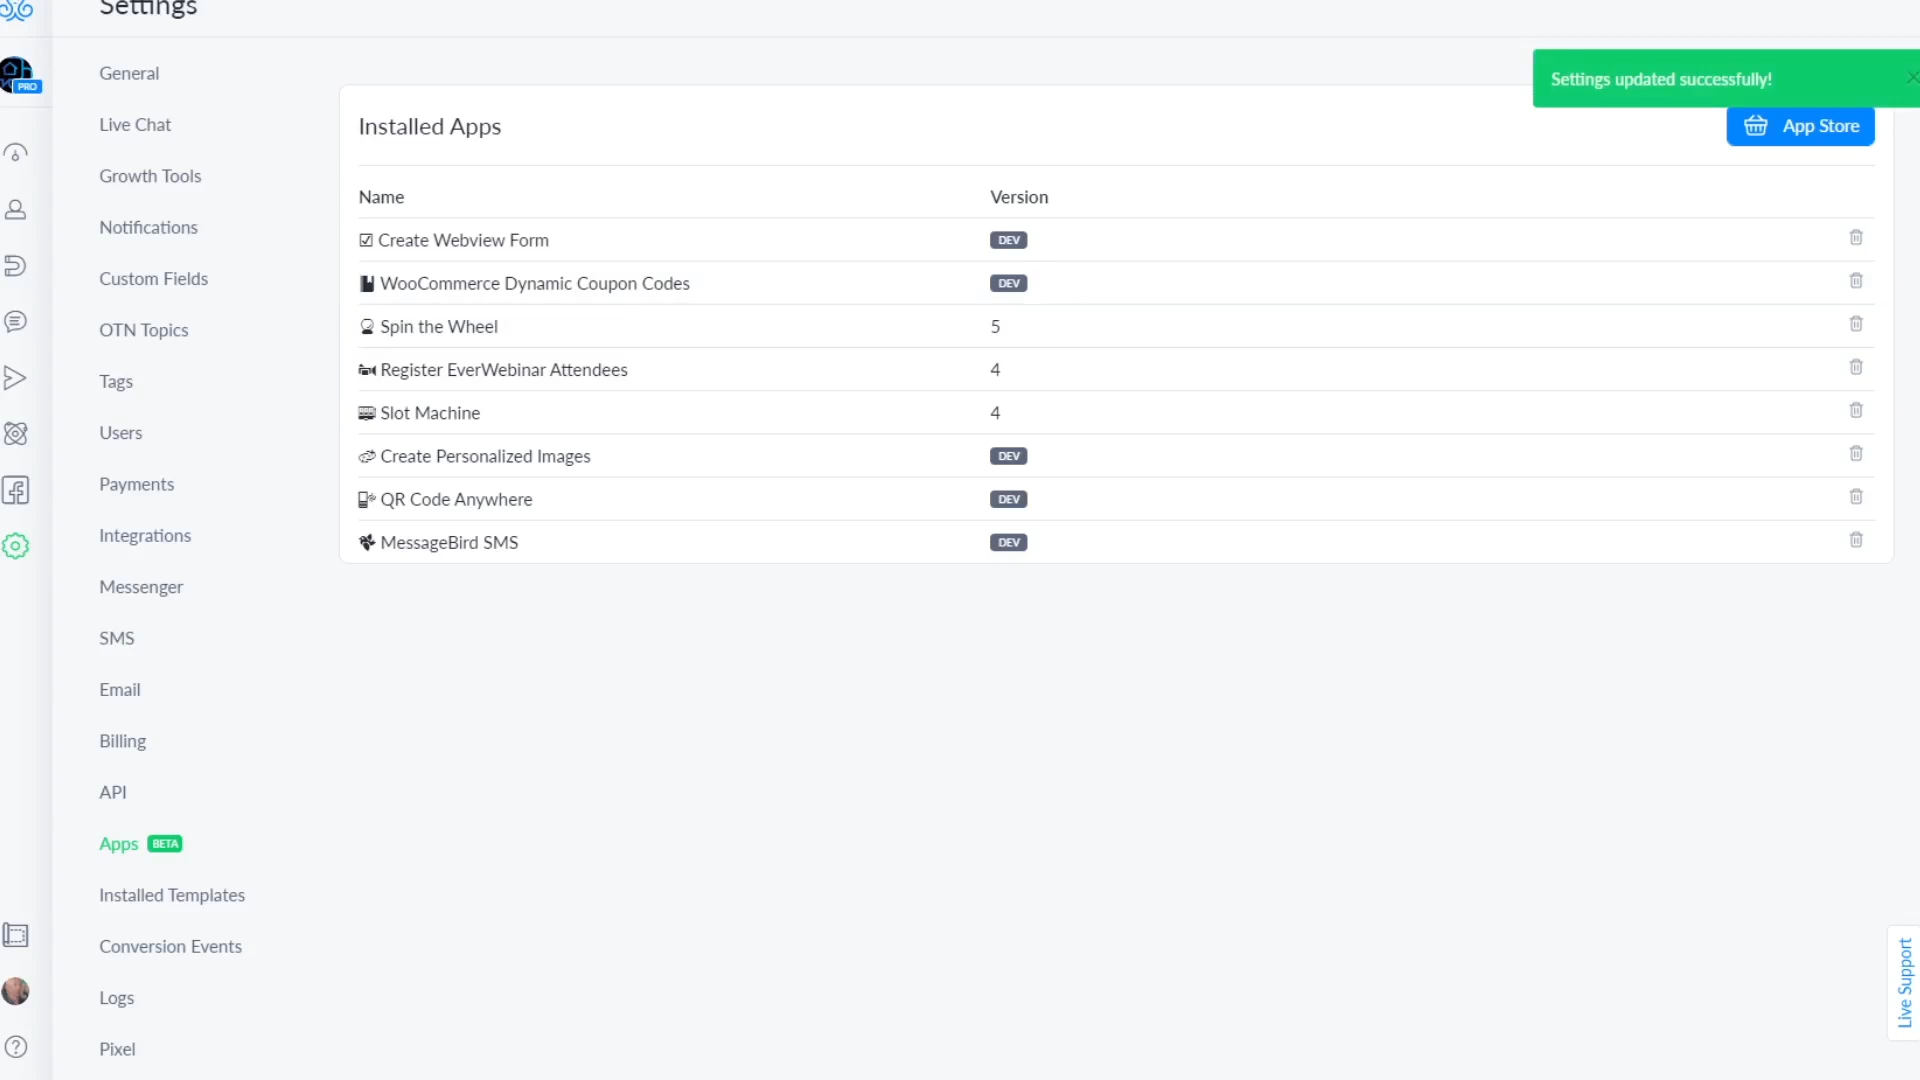 Settings
PRO
General
Live Chat
Growth Tools
Notifications
Custom Fields
OTN Topics
Tags
Users
Payments
Integrations
Messenger
SMS
Email
Billing
API
Apps BETA
Installed Templates
Conversion Events
Logs
Pixel
Settings updated successfully!
Installed Apps
App Store
Name Version
Create Webview Form DEV
WooCommerce Dynamic Coupon Codes DEV
Spin the Wheel 5
Register EverWebinar Attendees 4
Slot Machine 4
Create Personalized Images DEV
QR Code Anywhere DEV
MessageBird SMS DEV
Live Support